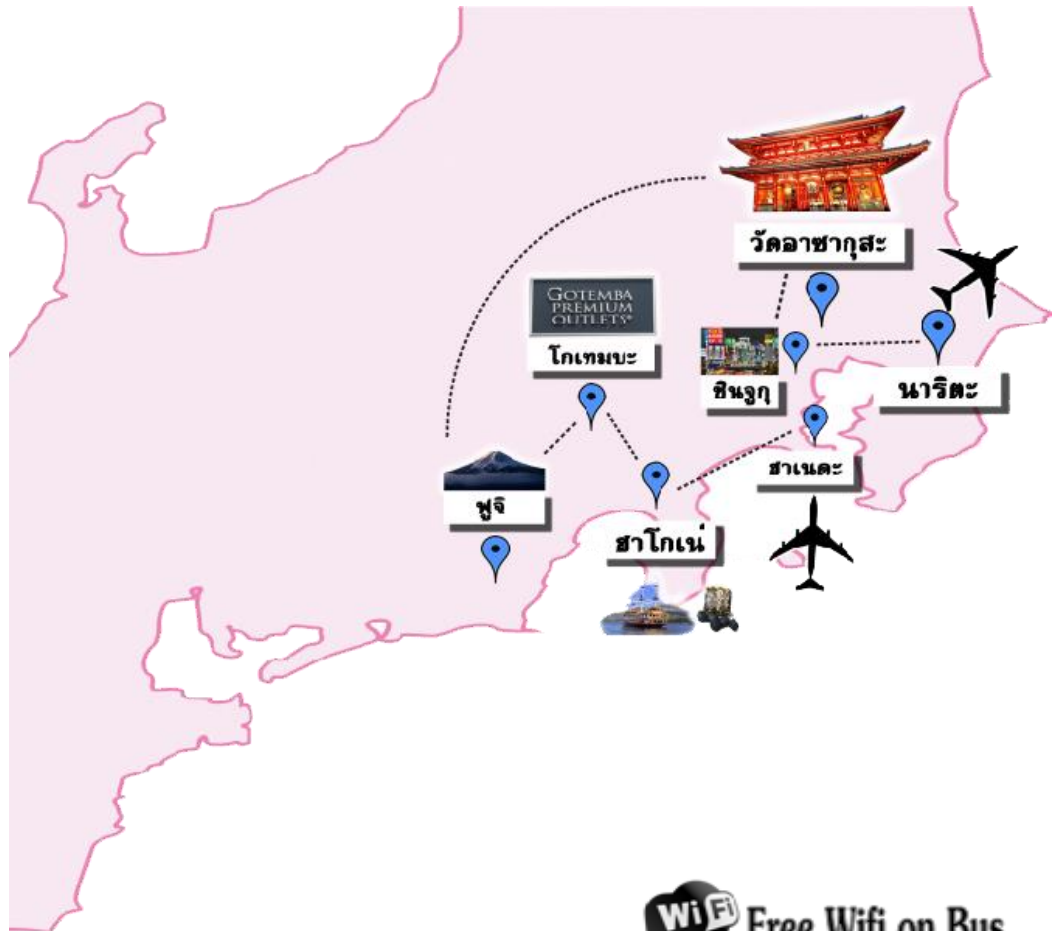 วัดอาซากุสะ
GOTEMBA
PREMIUM
OUTLETS®
โกเทมบะ
ชินจูกุ
นาริตะ
ฮาเนดะ
ฟูจิ
ฮาโกเน่
WiFi Free Wifi on Bus